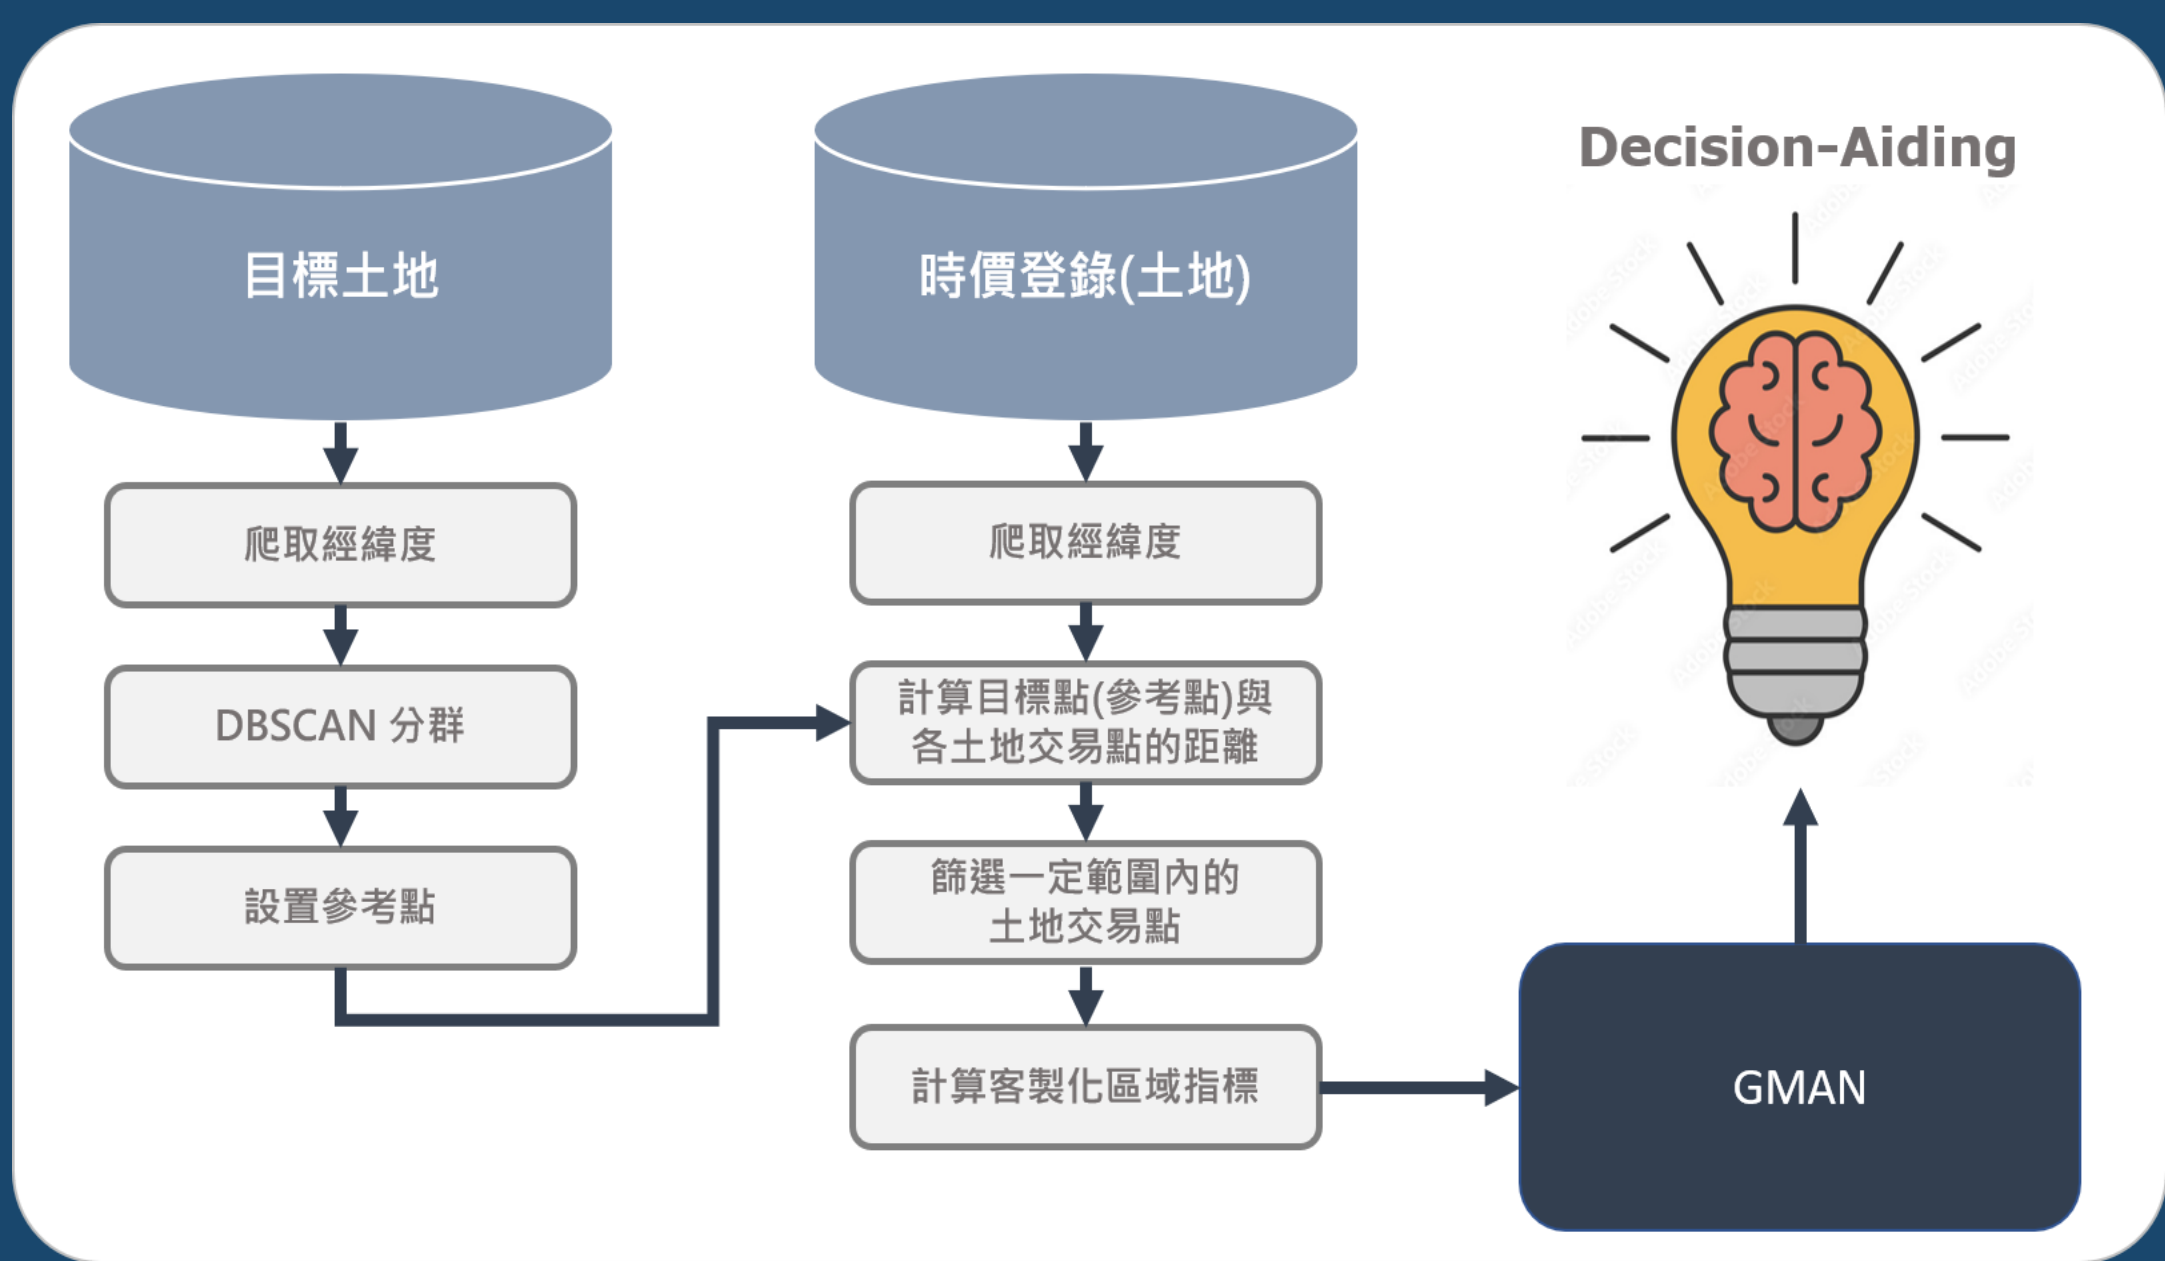 目標土地
爬取經緯度
DBSCAN 分群
設置參考點
時價登錄(土地)
爬取經緯度
計算目標點(參考點)與
各土地交易點的距離
篩選一定範圍內的
土地交易點
計算客製化區域指標
Decision-Aiding
GMAN
Adobe Stock